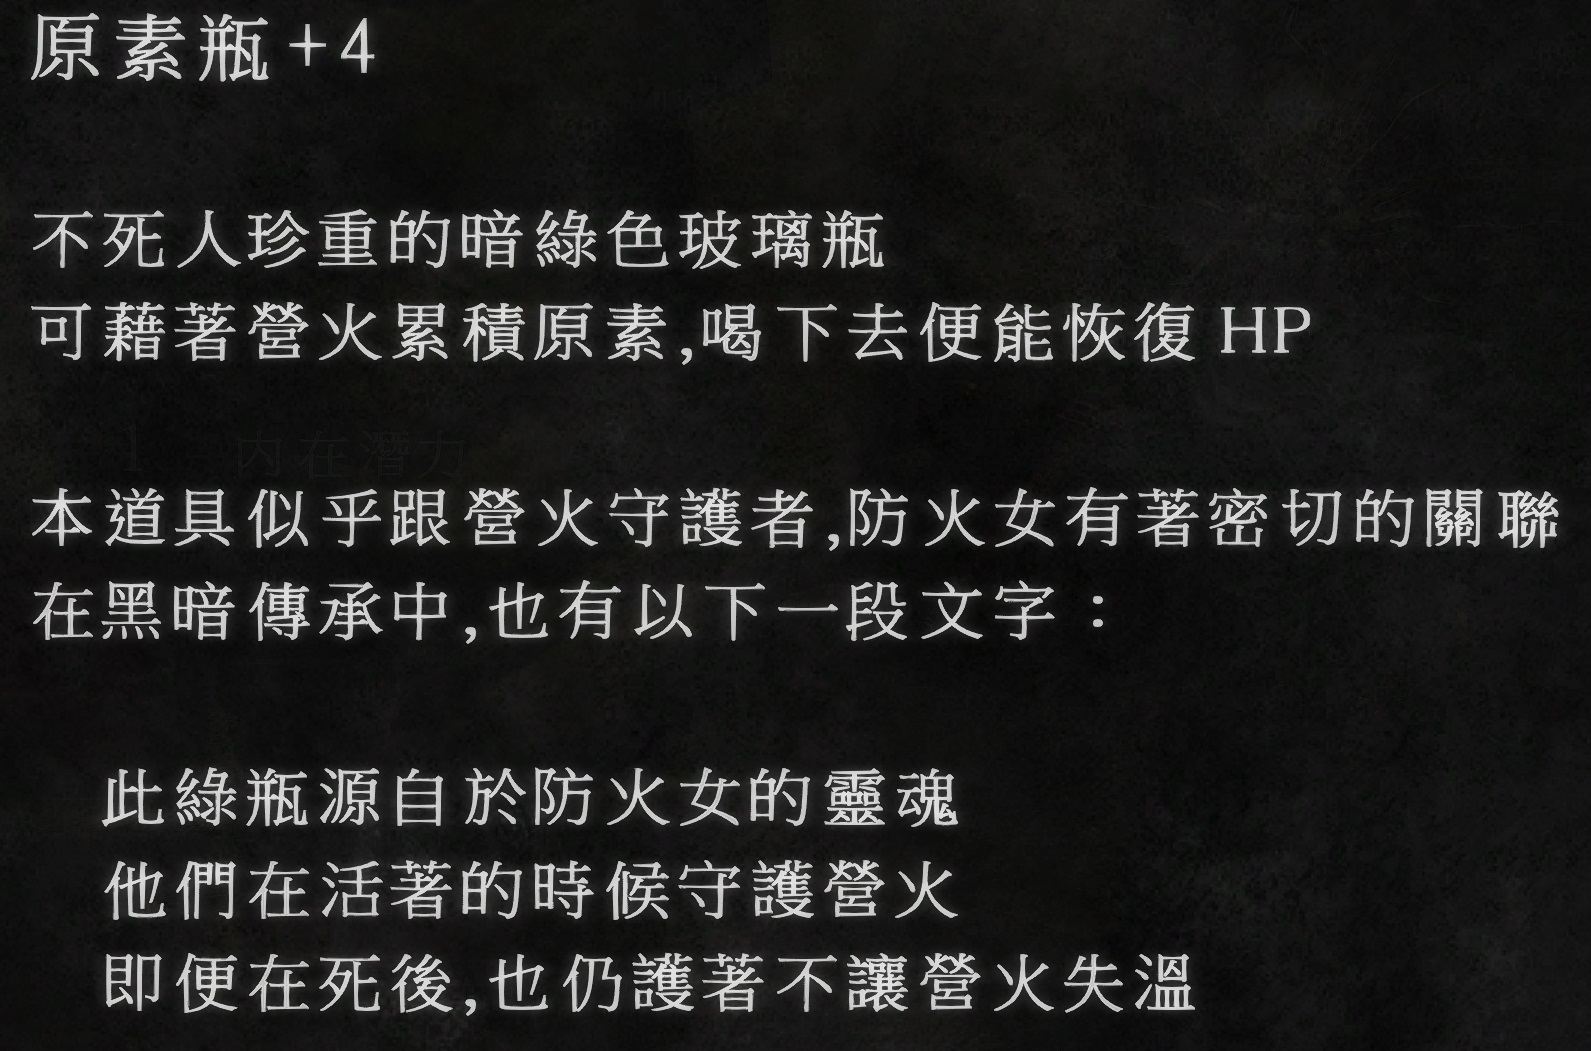 原素瓶+4
不死人珍重的暗綠色玻璃瓶
可藉著營火累積原素,喝下去便能恢復HP
1 內在潛力
本道具似乎跟營火守護者,防火女有著密切的關聯
在黑暗傳承中,也有以下一段文字：
此綠瓶源自於防火女的靈魂
他們在活著的時候守護營火
即便在死後,也仍護著不讓營火失溫